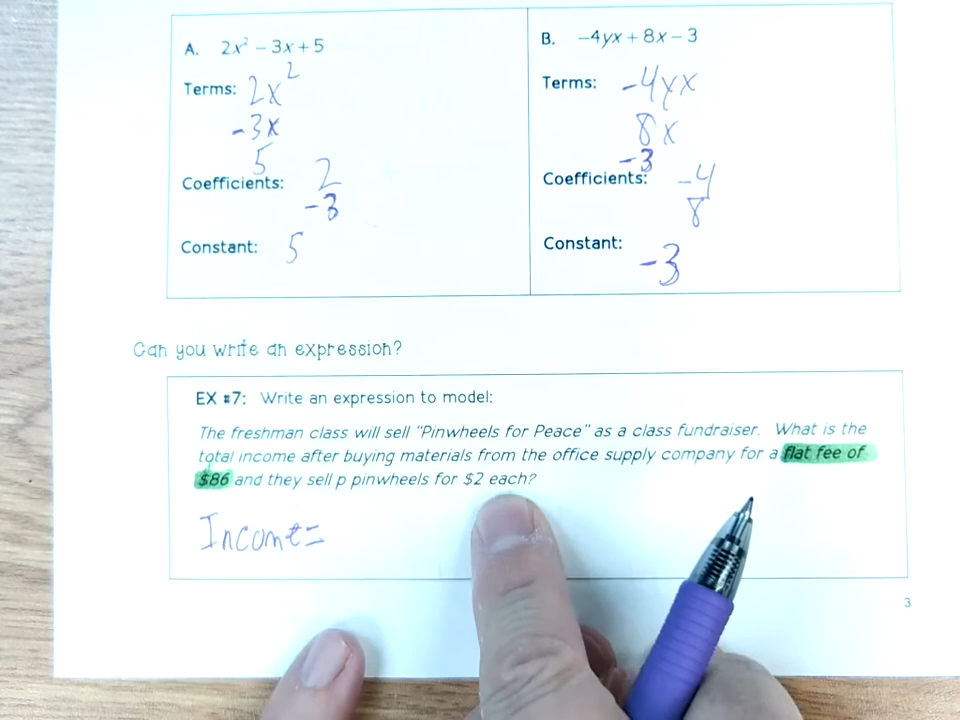 A. 2x² – 3x + 5
Terms: 2x²
-3x
5
Coefficients: 2
-3
Constant: 5
B. –4yx + 8x – 3
Terms: -4yx
8x
-3
Coefficients: -4
8
Constant: -3
Can you write an expression?
EX #7: Write an expression to model:
The freshman class will sell "Pinwheels for Peace" as a class fundraiser. What is the
total income after buying materials from the office supply company for a flat fee of
$86 and they sell p pinwheels for $2 each?
Income=
3